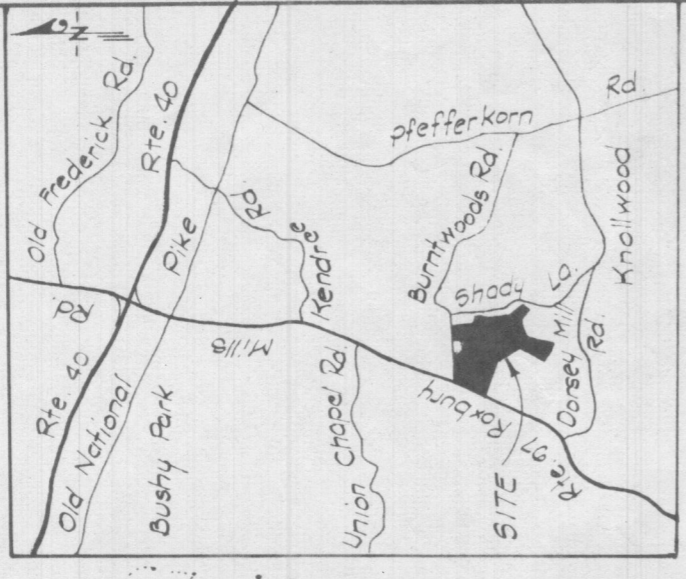 N
Old Frederick Rd.
Rte. 40
Pike
Rd.
Kendree
Pfefferkorn Rd.
Burntwoods Rd.
Shady La.
Knollwood
Dorsey Mill Rd.
Rd.
Mills
Roxbury
Rte. 40
Old National
Bushy Park
Union Chapel Rd.
SITE
Rte. 97